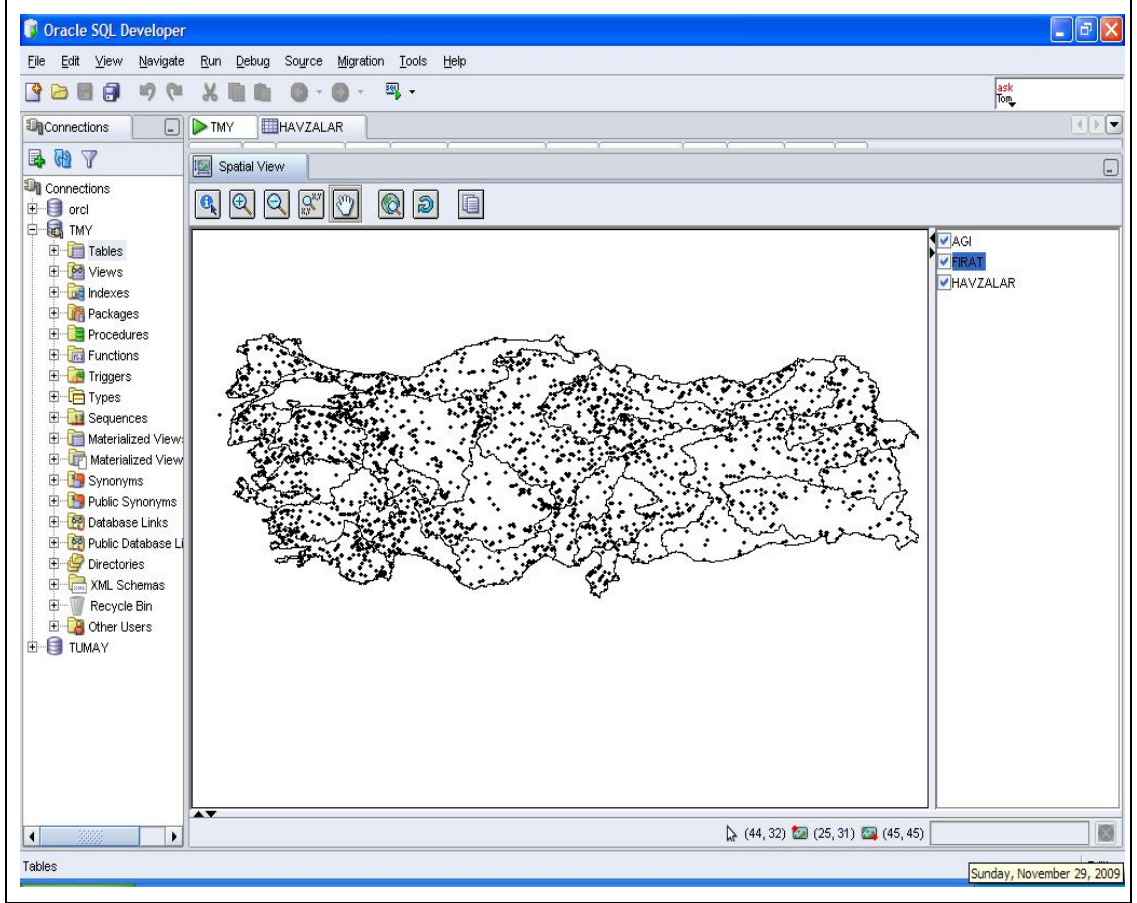 Oracle SQL Developer
File Edit View Navigate Run Debug Source Migration Tools Help
ask
Tom
Connections
TMY
HAVZALAR
Spatial View
Connections
orcl
TMY
Tables
Views
Indexes
Packages
Procedures
Functions
Triggers
Types
Sequences
Materialized View
Materialized View
Synonyms
Public Synonyms
Database Links
Public Database Li
Directories
XML Schemas
Recycle Bin
Other Users
TUMAY
AGI
FIRAT
HAVZALAR
(44, 32) (25, 31) (45, 45)
Tables
Sunday, November 29, 2009